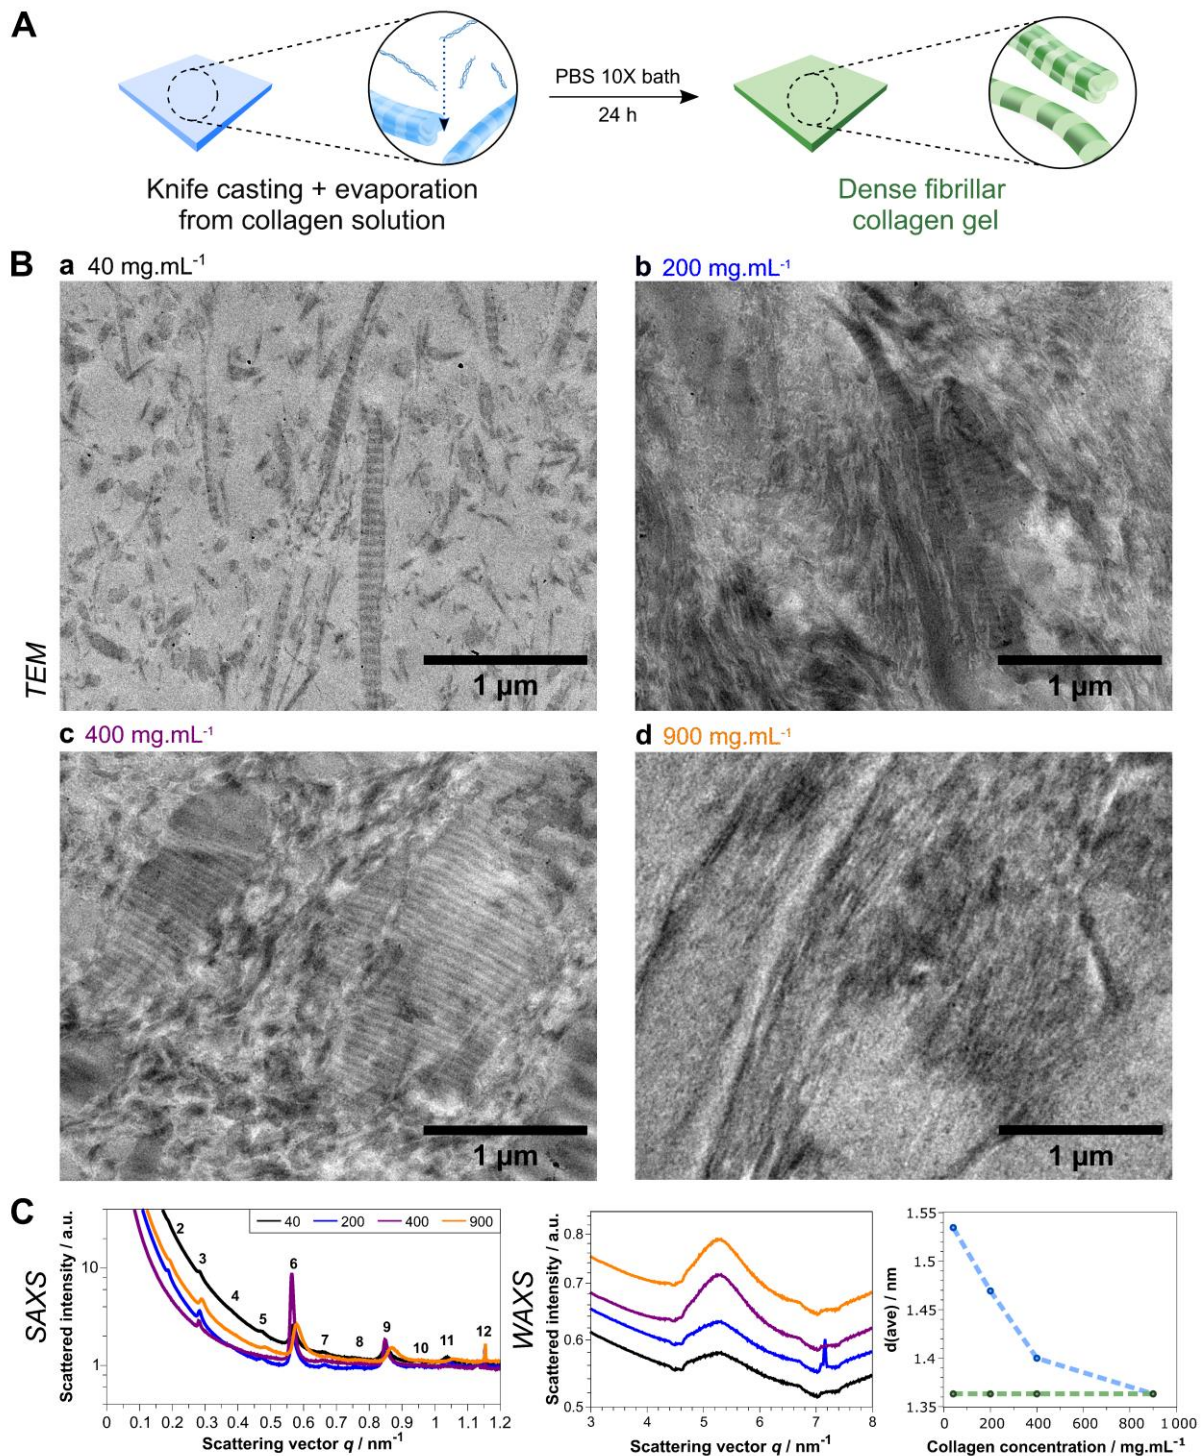 A
PBS 10X bath
24 h
Knife casting + evaporation
from collagen solution
Dense fibrillar
collagen gel
B
a 40 mg.mL⁻¹
b 200 mg.mL⁻¹
TEM
1 µm
1 µm
c 400 mg.mL⁻¹
d 900 mg.mL⁻¹
1 µm
1 µm
C
SAXS
Scattered intensity / a.u.
10
1
40 200 400 900
2
3
4
5
6
7
8
9
10
11
12
0 0.1 0.2 0.3 0.4 0.5 0.6 0.7 0.8 0.9 1 1.1 1.2
Scattering vector q / nm⁻¹
WAXS
Scattered intensity / a.u.
0.8
0.7
0.6
0.5
3 4 5 6 7 8
Scattering vector q / nm⁻¹
d(ave) / nm
1.55
1.50
1.45
1.40
1.35
0 200 400 600 800 1 000
Collagen concentration / mg.mL⁻¹